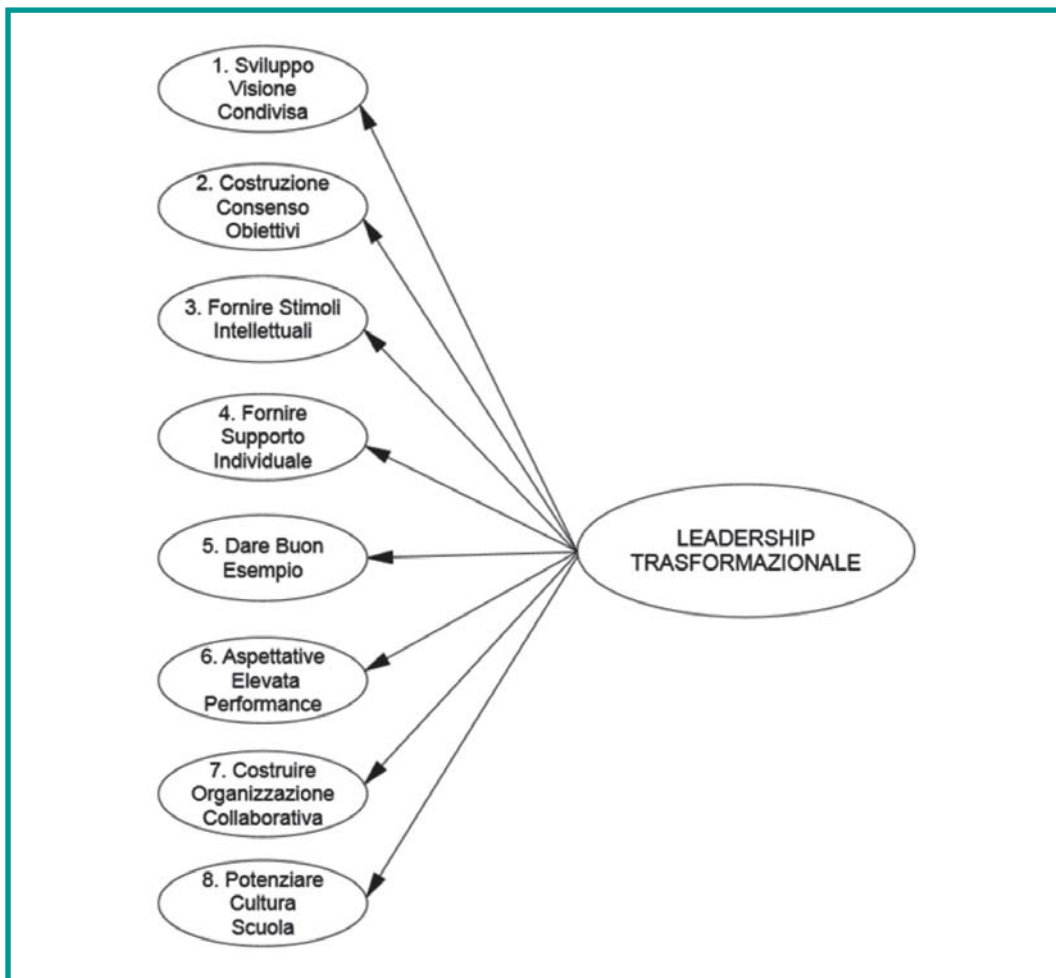 1. Sviluppo
Visione
Condivisa
2. Costruzione
Consenso
Obiettivi
3. Fornire Stimoli
Intellettuali
4. Fornire
Supporto
Individuale
5. Dare Buon
Esempio
6. Aspettative
Elevata
Performance
7. Costruire
Organizzazione
Collaborativa
8. Potenziare
Cultura
Scuola
LEADERSHIP
TRASFORMAZIONALE